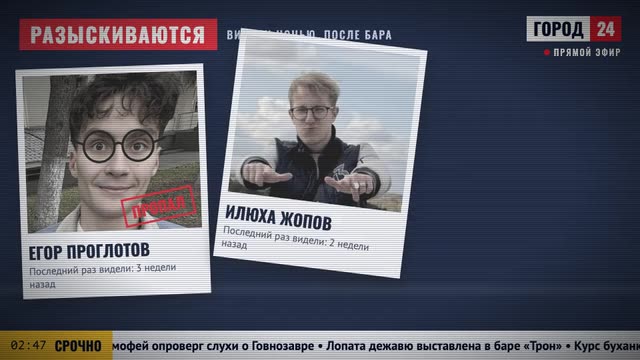 РАЗЫСКИВАЮТСЯ
НОЧЬЮ, ПОСЛЕ БАРА
ГОРОД 24
ПРЯМОЙ ЭФИР
ПРОПАЛ
ЕГОР ПРОГЛОТОВ
Последний раз видели: 3 недели
назад
ИЛЮХА ЖОПОВ
Последний раз видели: 2 недели
назад
02:47 СРОЧНО мофей опроверг слухи о Говнозавре • Лопата дежавю выставлена в баре «Трон» • Курс бухан